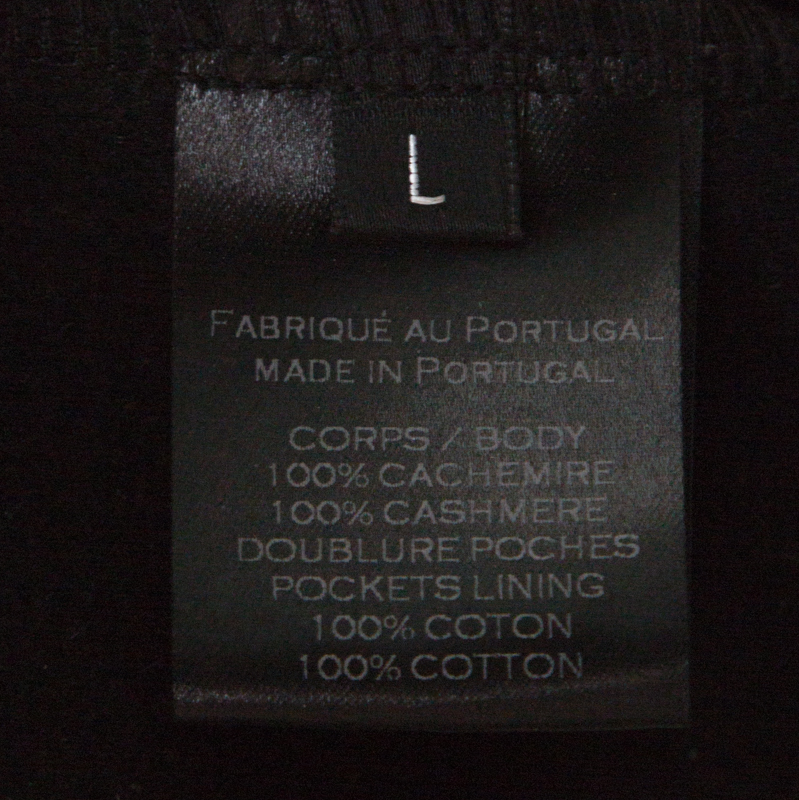 L
FABRIQUÉ AU PORTUGAL
MADE IN PORTUGAL
CORPS / BODY
100% CACHEMIRE
100% CASHMERE
DOUBLURE POCHES
POCKETS LINING
100% COTON
100% COTTON